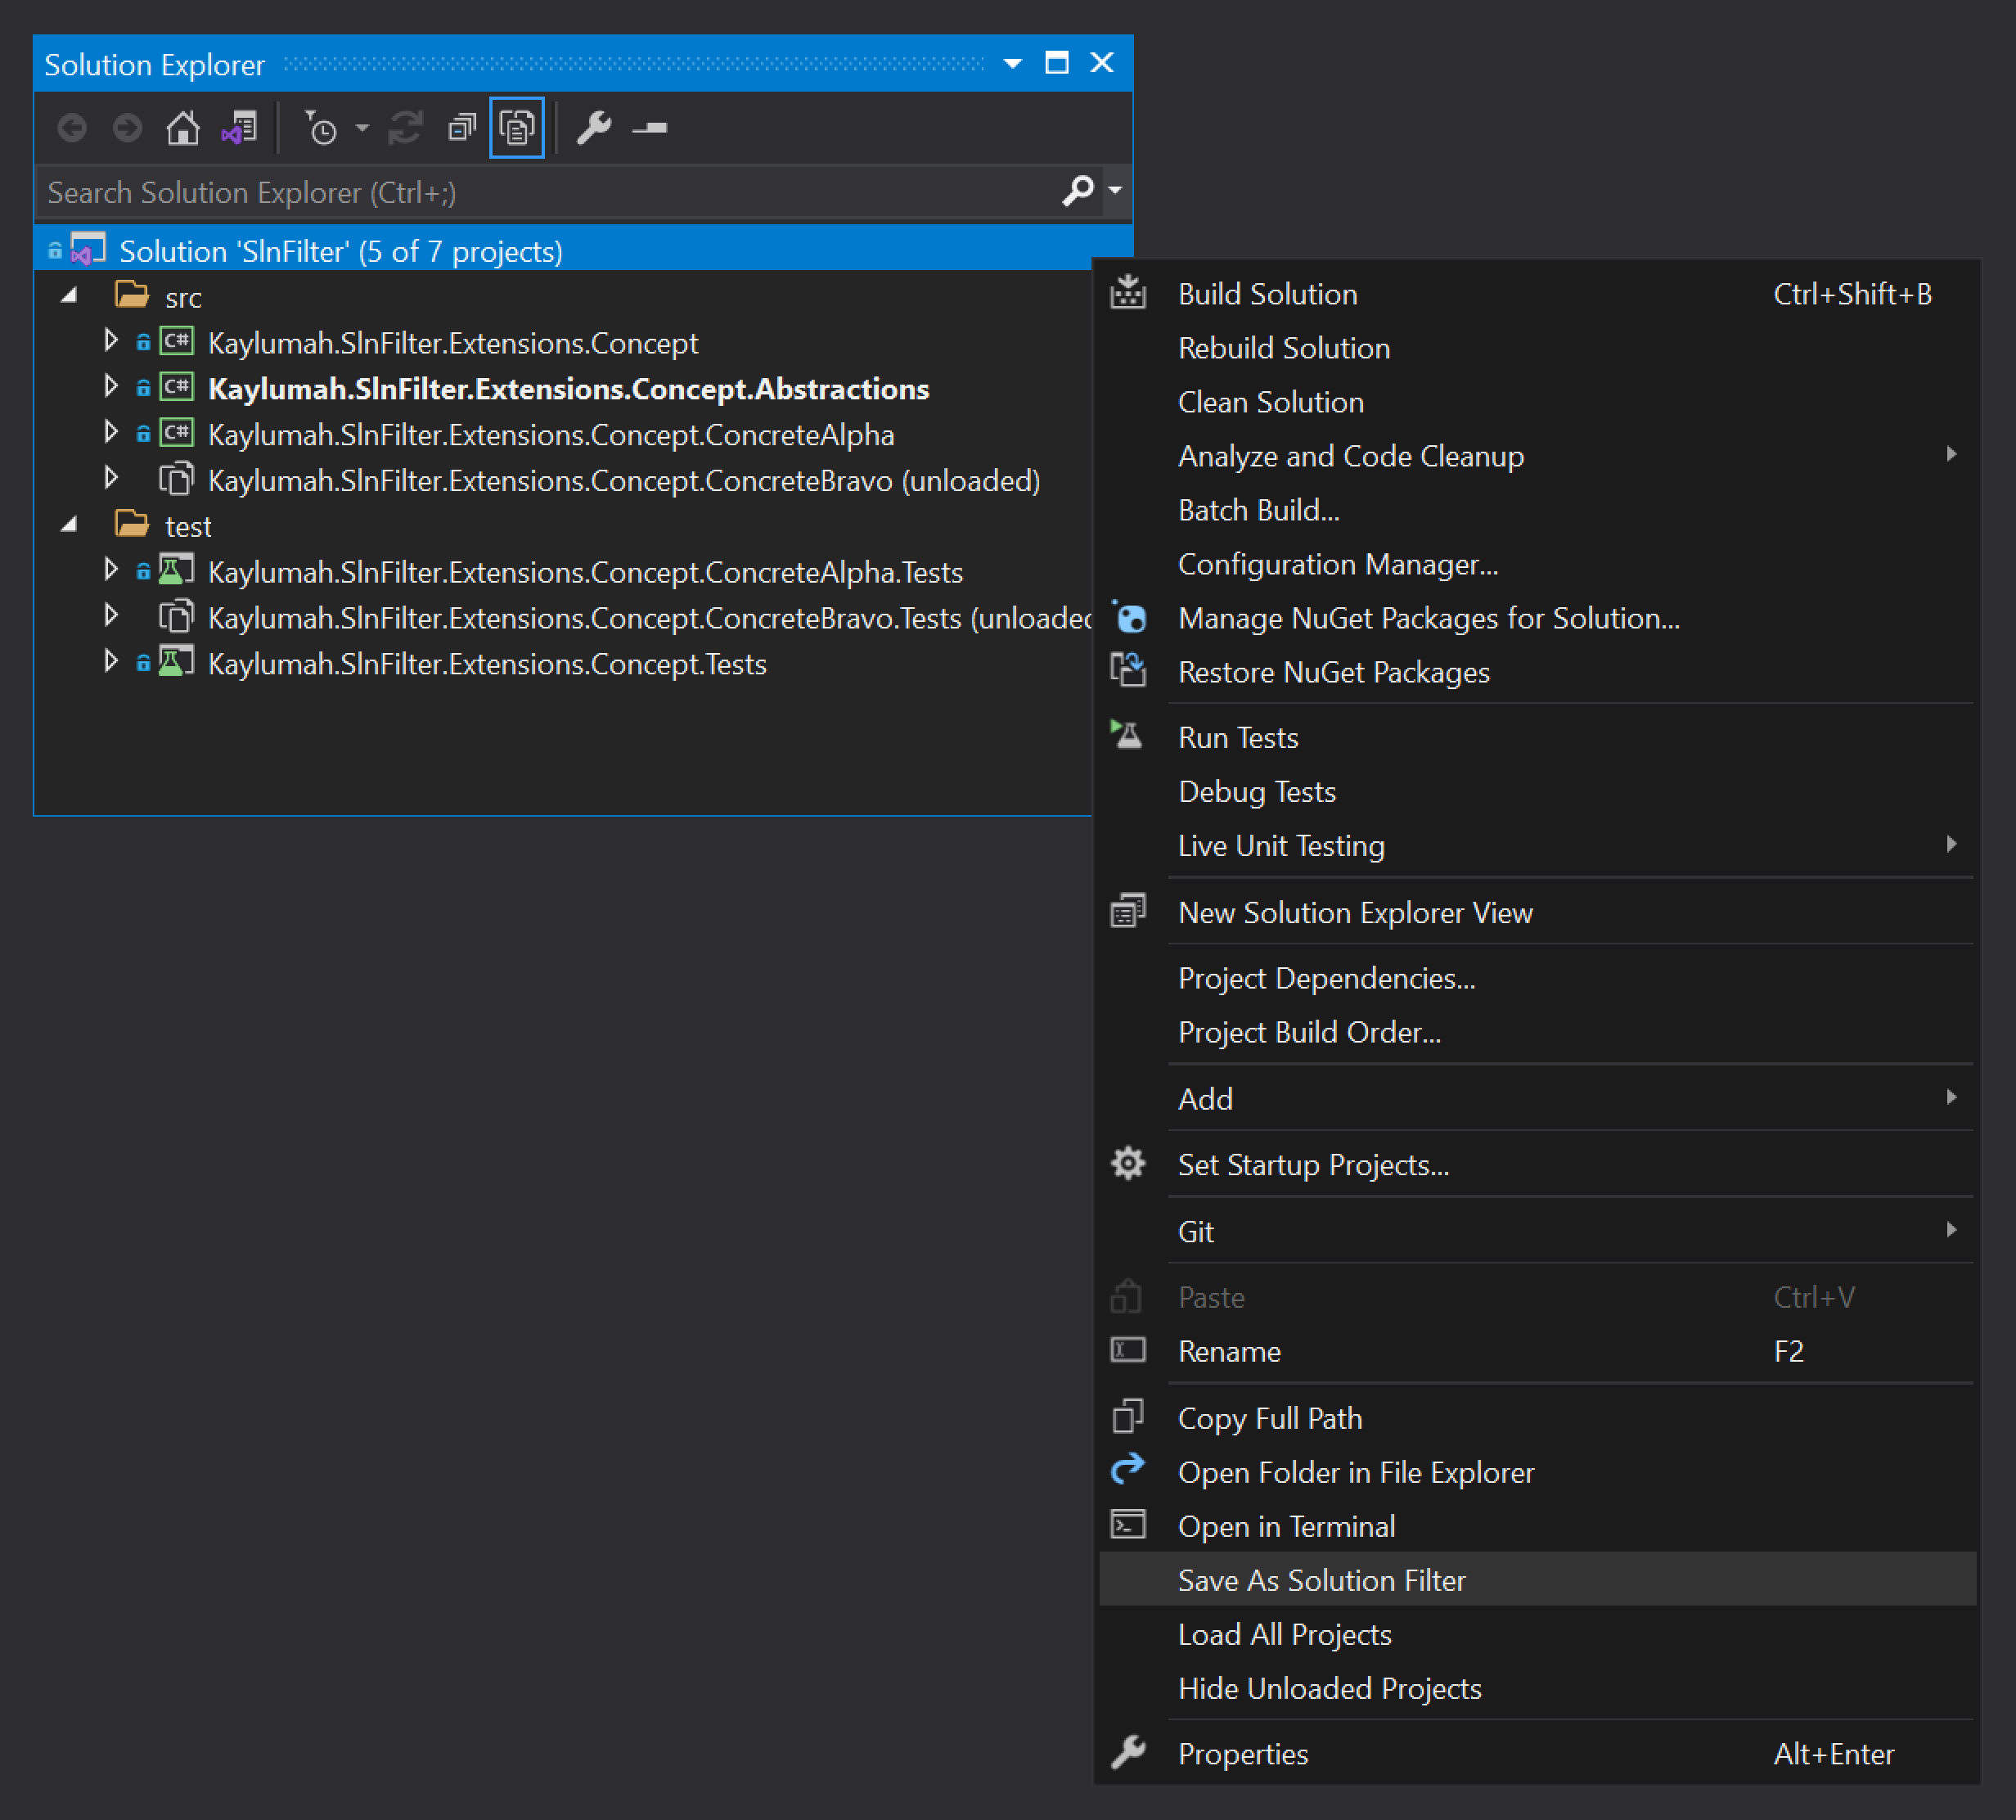 Solution Explorer
Search Solution Explorer (Ctrl+;)
Solution 'SlnFilter' (5 of 7 projects)
src
C# Kaylumah.SlnFilter.Extensions.Concept
C# Kaylumah.SlnFilter.Extensions.Concept.Abstractions
C# Kaylumah.SlnFilter.Extensions.Concept.ConcreteAlpha
Kaylumah.SlnFilter.Extensions.Concept.ConcreteBravo (unloaded)
test
Kaylumah.SlnFilter.Extensions.Concept.ConcreteAlpha.Tests
Kaylumah.SlnFilter.Extensions.Concept.ConcreteBravo.Tests (unloaded
Kaylumah.SlnFilter.Extensions.Concept.Tests
Build Solution Ctrl+Shift+B
Rebuild Solution
Clean Solution
Analyze and Code Cleanup
Batch Build...
Configuration Manager...
Manage NuGet Packages for Solution...
Restore NuGet Packages
Run Tests
Debug Tests
Live Unit Testing
New Solution Explorer View
Project Dependencies...
Project Build Order...
Add
Set Startup Projects...
Git
Paste Ctrl+V
Rename F2
Copy Full Path
Open Folder in File Explorer
Open in Terminal
Save As Solution Filter
Load All Projects
Hide Unloaded Projects
Properties Alt+Enter